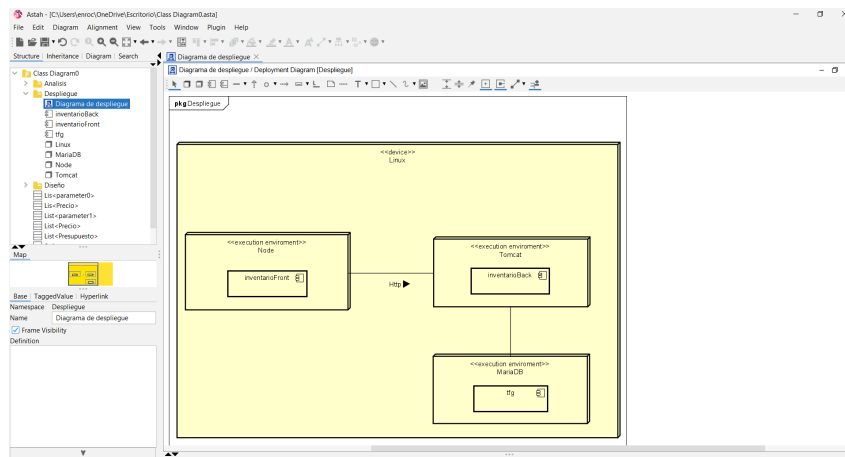 Astah - [C:\Users\enroc\OneDrive\Escritorio\Class Diagram0.asta]
File Edit Diagram Alignment View Tools Window Plugin Help
Structure Inheritance Diagram Search
Diagrama de despliegue
Diagrama de despliegue / Deployment Diagram [Despliegue]
Class Diagram0
Analisis
Despliegue
Diagrama de despliegue
inventarioBack
inventarioFront
tfg
Linux
MariaDB
Node
Tomcat
Diseño
Lis<parameter0>
Lis<Precio>
List<parameter1>
List<Precio>
List<Presupuesto>
Map
Base TaggedValue Hyperlink
Namespace Despliegue
Name Diagrama de despliegue
Frame Visibility
Definition
pkg Despliegue
<<device>>
Linux
<<execution enviroment>>
Node
inventarioFront
Http
<<execution enviroment>>
Tomcat
inventarioBack
<<execution enviroment>>
MariaDB
tfg